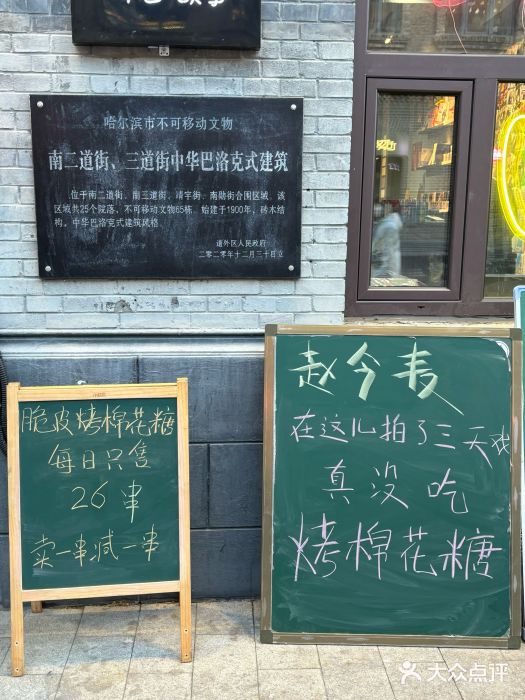 哈尔滨市不可移动文物
南二道街、三道街中华巴洛克式建筑
位于南二道街、南三道街、靖宇街、南勋街合围区域，该
区域共25个院落，不可移动文物65栋，始建于1900年，砖木结
构，中华巴洛克式建筑风格。
道外区人民政府
二〇二〇年十二月三十日立
脆皮烤棉花糖
每日只售
26串
卖一串减一串
赵今麦
在这儿拍了三天戏
真没吃
烤棉花糖
大众点评